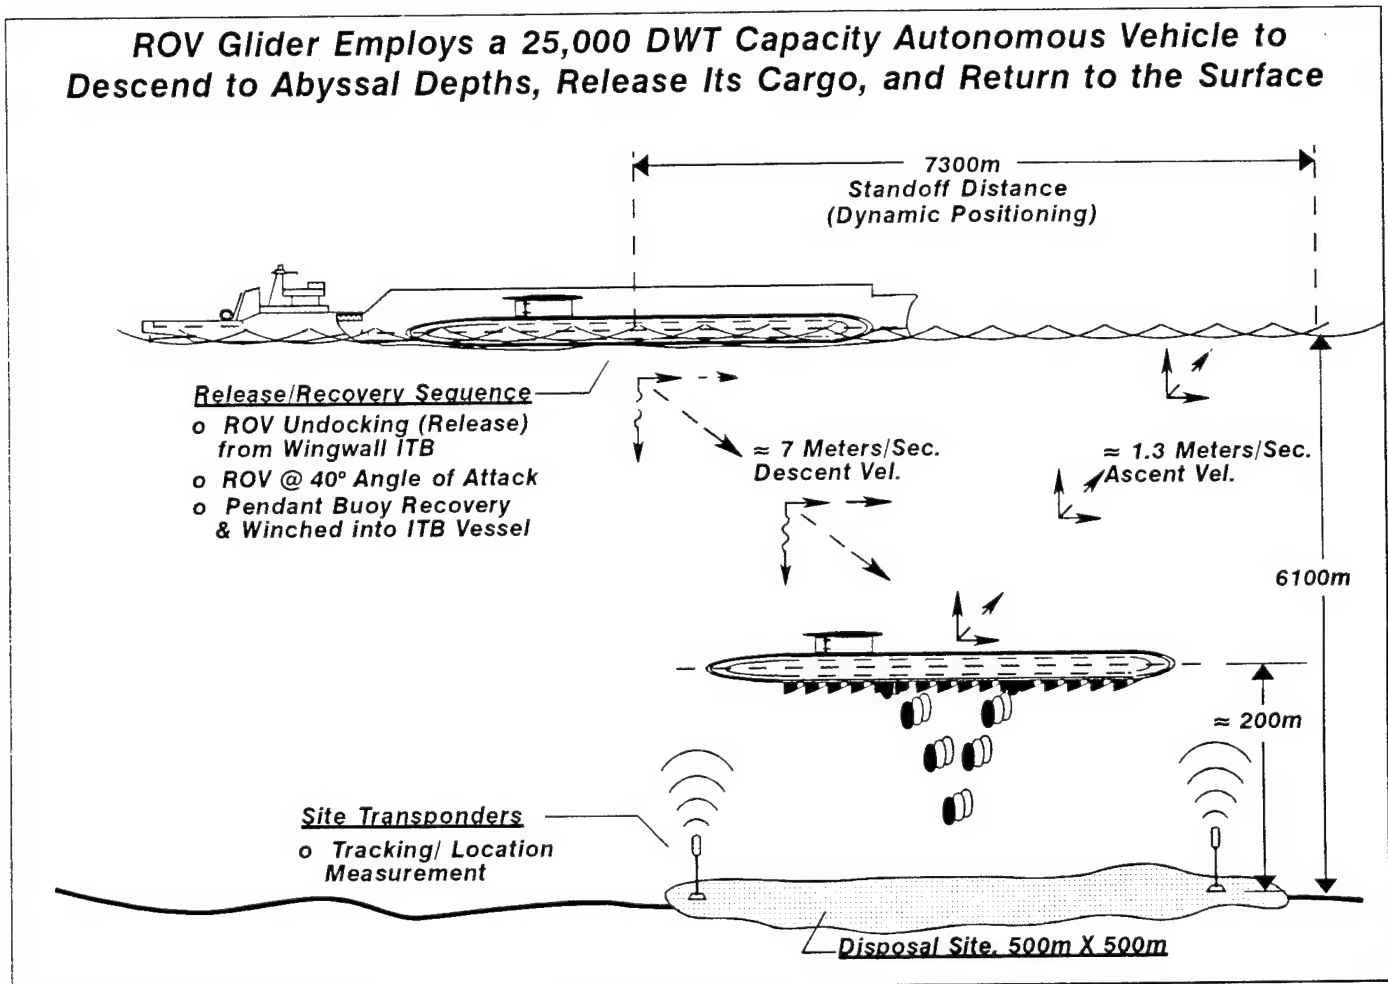 ROV Glider Employs a 25,000 DWT Capacity Autonomous Vehicle to
Descend to Abyssal Depths, Release Its Cargo, and Return to the Surface
7300m
Standoff Distance
(Dynamic Positioning)
Release/Recovery Sequence
o ROV Undocking (Release)
from Wingwall ITB
o ROV @ 40° Angle of Attack
o Pendant Buoy Recovery
& Winched into ITB Vessel
≈ 7 Meters/Sec.
Descent Vel.
≈ 1.3 Meters/Sec.
Ascent Vel.
6100m
≈ 200m
Site Transponders
o Tracking/ Location
Measurement
Disposal Site, 500m X 500m